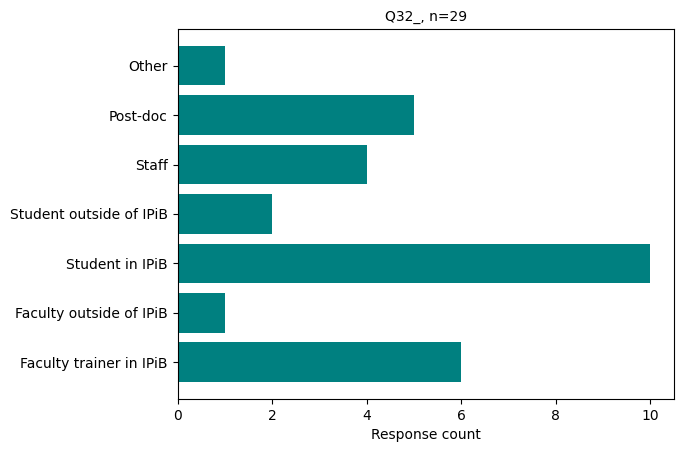 Q32_, n=29
Other
Post-doc
Staff
Student outside of IPiB
Student in IPiB
Faculty outside of IPiB
Faculty trainer in IPiB
0 2 4 6 8 10
Response count